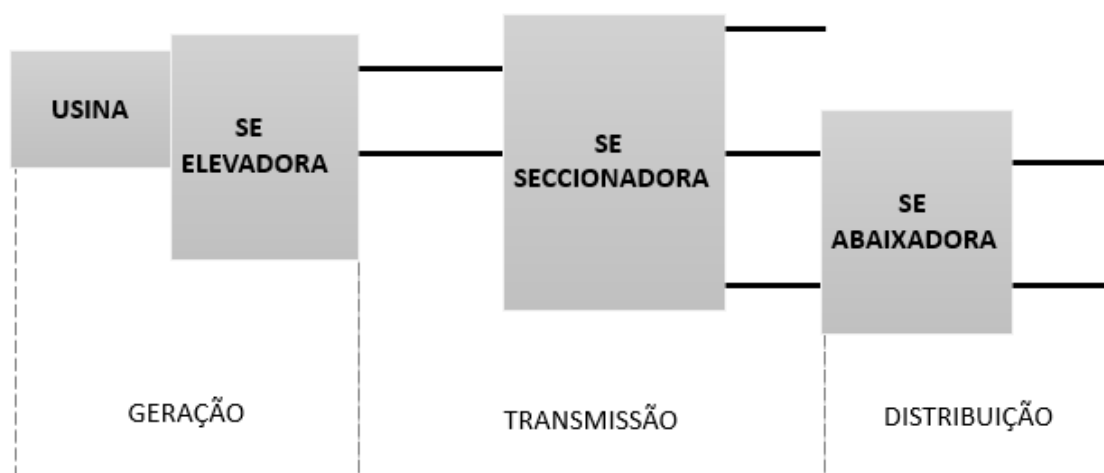 USINA
SE
ELEVADORA
SE
SECCIONADORA
SE
ABAIXADORA
GERAÇÃO
TRANSMISSÃO
DISTRIBUIÇÃO